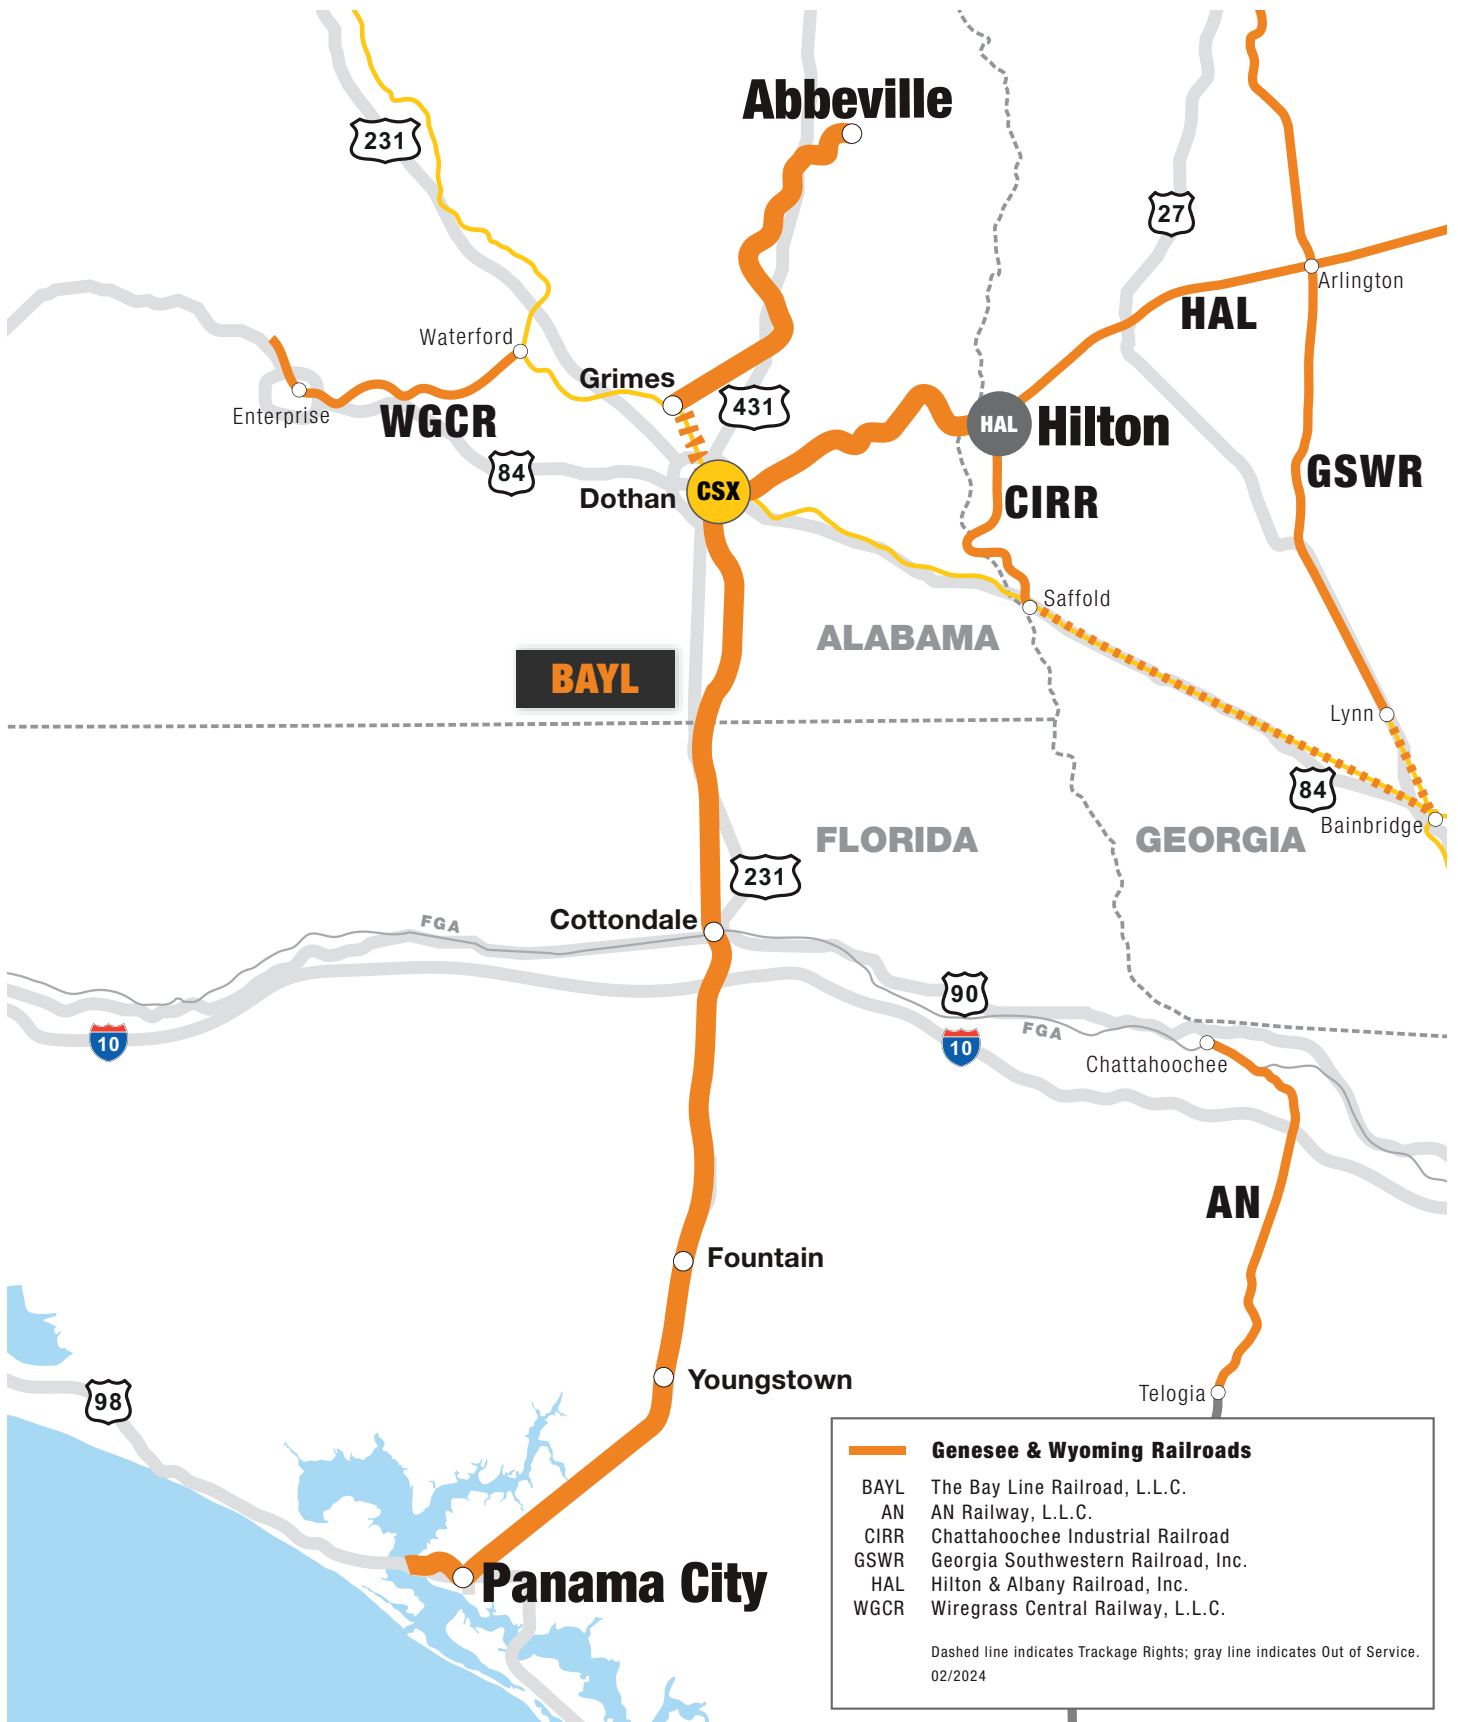 Abbeville
231
27
Arlington
HAL
Waterford
Grimes
431
Enterprise
WGCR
HAL
Hilton
84
GSWR
Dothan
CSX
CIRR
Saffold
ALABAMA
BAYL
Lynn
84
Bainbridge
FLORIDA
GEORGIA
231
Cottondale
FGA
90
10
10
FGA
Chattahoochee
AN
Fountain
Youngstown
98
Telogia
Genesee & Wyoming Railroads
BAYL The Bay Line Railroad, L.L.C.
AN AN Railway, L.L.C.
CIRR Chattahoochee Industrial Railroad
GSWR Georgia Southwestern Railroad, Inc.
HAL Hilton & Albany Railroad, Inc.
WGCR Wiregrass Central Railway, L.L.C.
Dashed line indicates Trackage Rights; gray line indicates Out of Service.
02/2024
Panama City